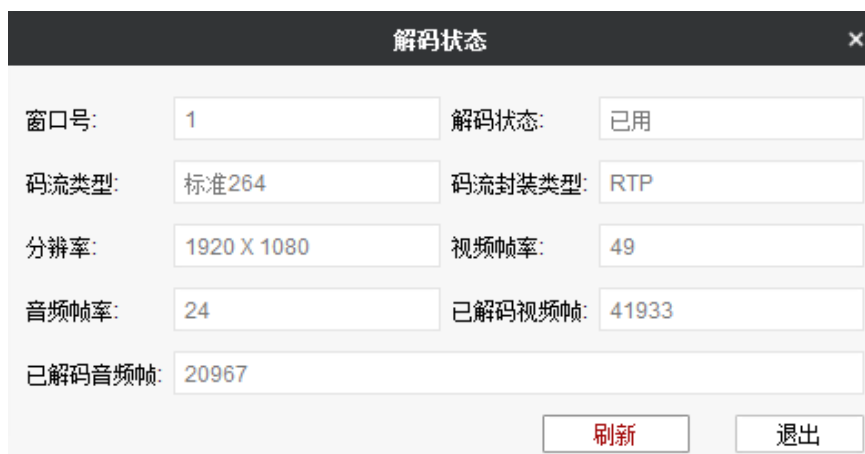 解码状态 ×
窗口号: 1 解码状态: 已用
码流类型: 标准264 码流封装类型: RTP
分辨率: 1920 X 1080 视频帧率: 49
音频帧率: 24 已解码视频帧: 41933
已解码音频帧: 20967
刷新 退出